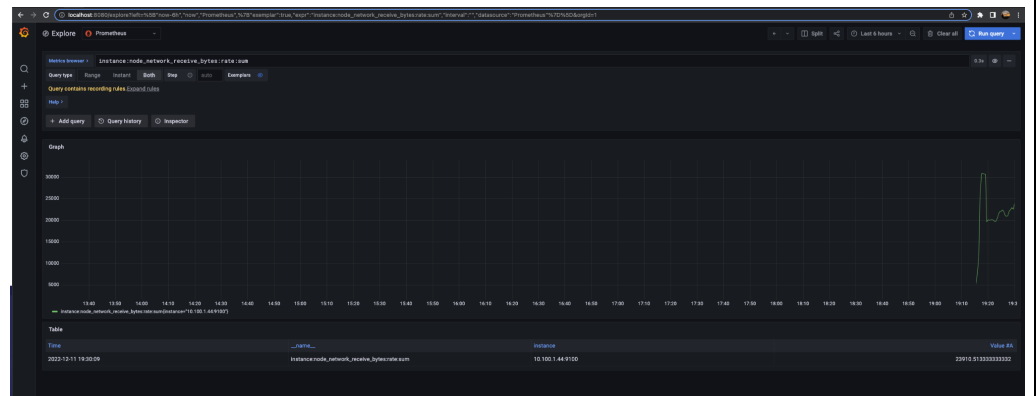 localhost:8080/explore?left=%5B"now-6h","now","Prometheus",%7B"exemplar":true,"expr":"instance:node_network_receive_bytes:rate:sum","interval":"","datasource":"Prometheus"%7D%5D&orgId=1
Explore Prometheus Split Last 6 hours Clear all Run query
Metrics browser > instance:node_network_receive_bytes:rate:sum 0.3s
Query type Range Instant Both Step auto Exemplars
Query contains recording rules. Expand rules
Help >
+ Add query Query history Inspector
Graph
30000
25000
20000
15000
10000
5000
13:40 13:50 14:00 14:10 14:20 14:30 14:40 14:50 15:00 15:10 15:20 15:30 15:40 15:50 16:00 16:10 16:20 16:30 16:40 16:50 17:00 17:10 17:20 17:30 17:40 17:50 18:00 18:10 18:20 18:30 18:40 18:50 19:00 19:10 19:20 19:3
instance:node_network_receive_bytes:rate:sum{instance="10.100.1.44:9100"}
Table
Time __name__ instance Value #A
2022-12-11 19:30:09 instance:node_network_receive_bytes:rate:sum 10.100.1.44:9100 23910.513333333332